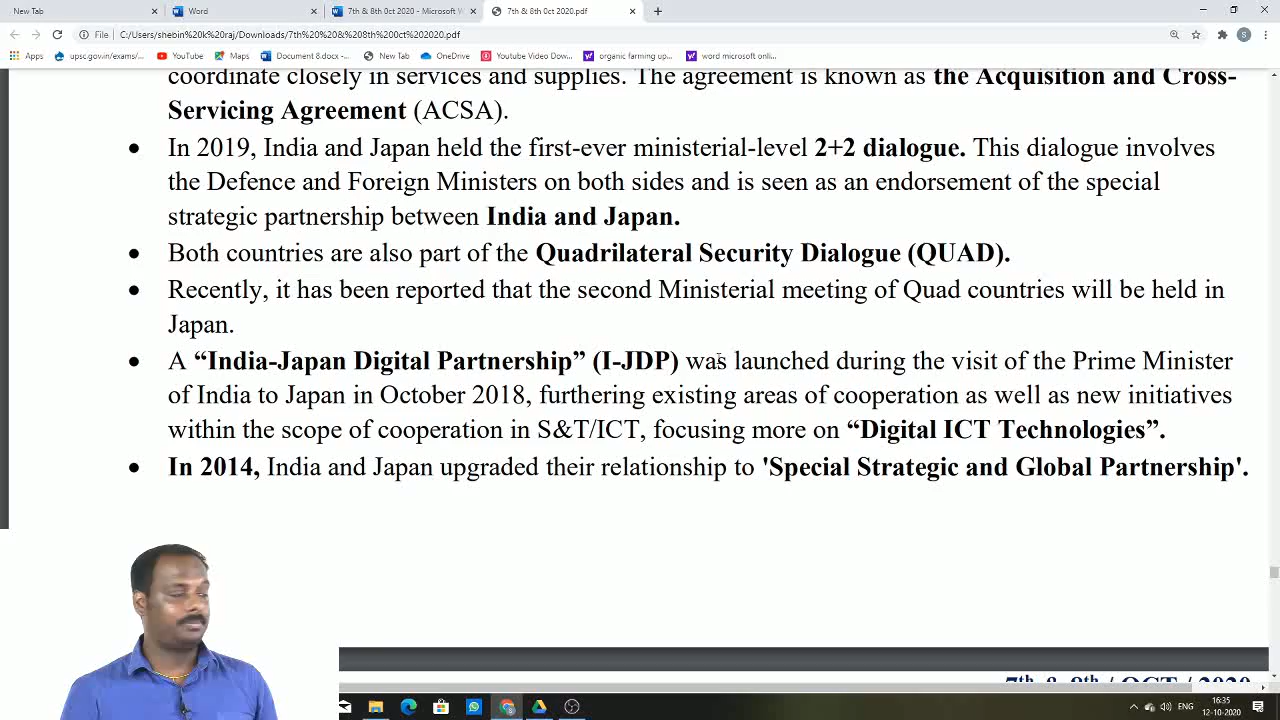 New Tab
Word
7th & 8th 0ct 2020 - Microsoft W
7th & 8th 0ct 2020.pdf
File
C:/Users/shebin%20k%20raj/Downloads/7th%20%20&%208th%20oct%202020.pdf
S
Apps
upsc.gov.in/exams/...
YouTube
Maps
Document 8.docx -...
New Tab
OneDrive
Youtube Video Dow...
organic farming up...
word microsoft onli...
coordinate closely in services and supplies. The agreement is known as the Acquisition and Cross-
Servicing Agreement (ACSA).
• In 2019, India and Japan held the first-ever ministerial-level 2+2 dialogue. This dialogue involves
the Defence and Foreign Ministers on both sides and is seen as an endorsement of the special
strategic partnership between India and Japan.
• Both countries are also part of the Quadrilateral Security Dialogue (QUAD).
• Recently, it has been reported that the second Ministerial meeting of Quad countries will be held in
Japan.
• A “India-Japan Digital Partnership” (I-JDP) was launched during the visit of the Prime Minister
of India to Japan in October 2018, furthering existing areas of cooperation as well as new initiatives
within the scope of cooperation in S&T/ICT, focusing more on “Digital ICT Technologies”.
• In 2014, India and Japan upgraded their relationship to 'Special Strategic and Global Partnership'.
7th & 8th / OCT / 2020
ENG
16:35
12-10-2020